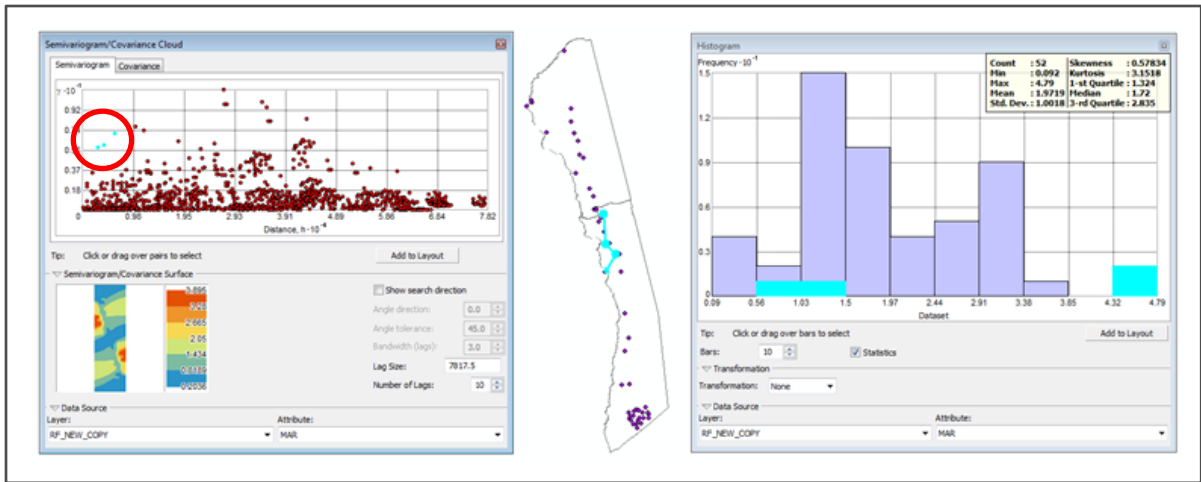 Semivariogram/Covariance Cloud
Semivariogram Covariance
γ · 10⁻¹
0.92
0.55
0.37
0.18
0 0.98 1.95 2.93 3.91 4.89 5.86 6.84 7.82
Distance, h · 10⁻⁴
Tip: Click or drag over pairs to select Add to Layout
Semivariogram/Covariance Surface
3.895
3.28
2.665
2.05
1.434
0.8189
0.2036
Show search direction
Angle direction: 0.0
Angle tolerance: 45.0
Bandwidth (lags): 3.0
Lag Size: 7817.5
Number of Lags: 10
Data Source
Layer: Attribute:
RF_NEW_COPY MAR
Histogram
Frequency · 10⁻¹
Count : 52 Skewness : 0.57834
Min : 0.092 Kurtosis : 3.1518
Max : 4.79 1-st Quartile : 1.324
Mean : 1.9719 Median : 1.72
Std. Dev. : 1.0018 3-rd Quartile : 2.835
1.5
1.2
0.9
0.6
0.3
0
0.09 0.56 1.03 1.5 1.97 2.44 2.91 3.38 3.85 4.32 4.79
Dataset
Tip: Click or drag over bars to select Add to Layout
Bars: 10 Statistics
Transformation
Transformation: None
Data Source
Layer: Attribute:
RF_NEW_COPY MAR